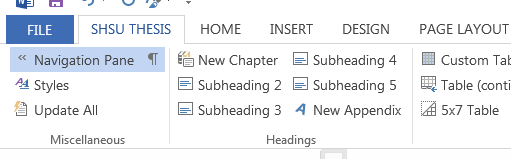 FILE SHSU THESIS HOME INSERT DESIGN PAGE LAYOUT
Navigation Pane ¶ New Chapter Subheading 4 Custom Tab
Styles Subheading 2 Subheading 5 Table (conti
Update All Subheading 3 New Appendix 5x7 Table
Miscellaneous Headings